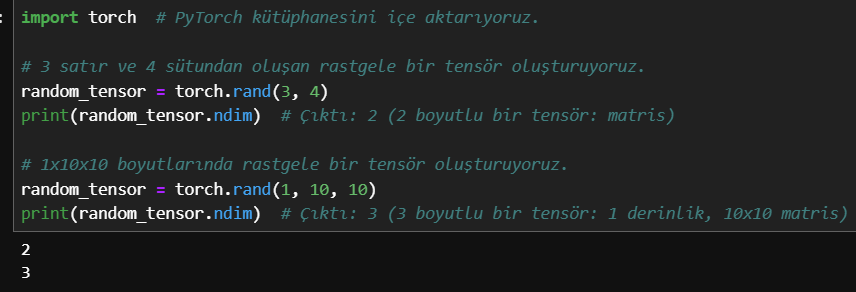 : import torch  # PyTorch kütüphanesini içe aktarıyoruz.
# 3 satır ve 4 sütundan oluşan rastgele bir tensör oluşturuyoruz.
random_tensor = torch.rand(3, 4)
print(random_tensor.ndim)  # Çıktı: 2 (2 boyutlu bir tensör: matris)
# 1x10x10 boyutlarında rastgele bir tensör oluşturuyoruz.
random_tensor = torch.rand(1, 10, 10)
print(random_tensor.ndim)  # Çıktı: 3 (3 boyutlu bir tensör: 1 derinlik, 10x10 matris)
2
3